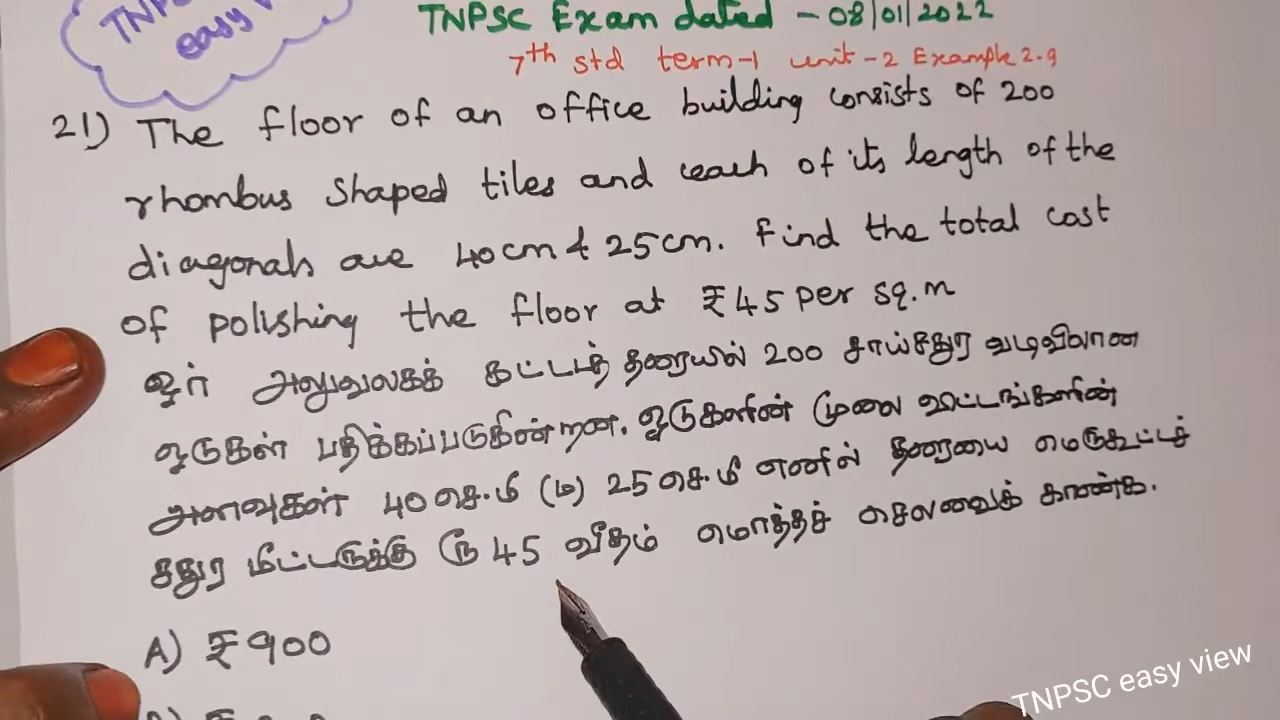 TNPSC
easy
TNPSC Exam dated - 08/01/2022
7th std term-1 unit-2 Example 2.9
21) The floor of an office building consists of 200
rhombus shaped tiles and each of its length of the
diagonals are 40cm & 25cm. Find the total cost
of polishing the floor at ₹45 per sq.m
ஓர் அலுவலகக் கட்டடத் தரையில் 200 சாய்சதுர வடிவிலான
ஓடுகள் பதிக்கப்படுகின்றன. ஓடுகளின் மூலை விட்டங்களின்
அளவுகள் 40 செ.மீ (ம) 25 செ.மீ எனில் தரையை மெருகூட்டச்
சதுர மீட்டருக்கு ரூ 45 வீதம் மொத்தச் செலவைக் காண்க.
A) ₹900
TNPSC easy view